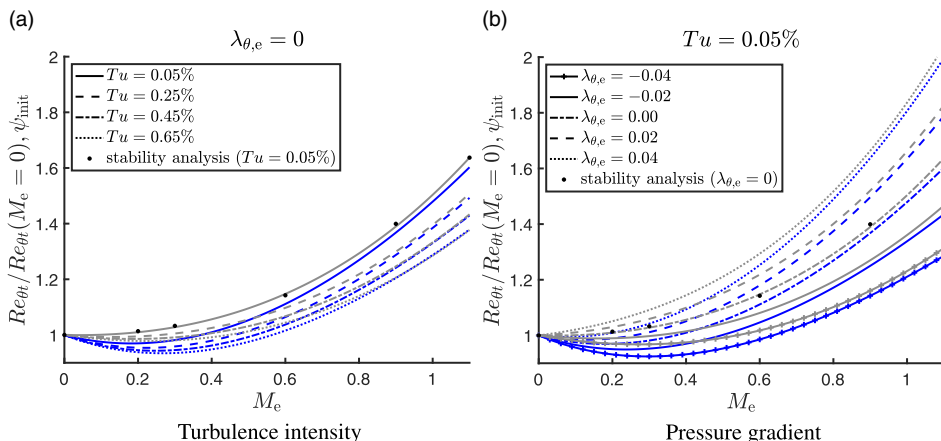 (a)
λθ,e = 0
Reθt/Reθt(Me = 0), ψinit
2
1.8
1.6
1.4
1.2
1
0.8
Tu = 0.05%
Tu = 0.25%
Tu = 0.45%
Tu = 0.65%
stability analysis (Tu = 0.05%)
0 0.2 0.4 0.6 0.8 1
Me
Turbulence intensity
(b)
Tu = 0.05%
Reθt/Reθt(Me = 0), ψinit
2
1.8
1.6
1.4
1.2
1
0.8
λθ,e = −0.04
λθ,e = −0.02
λθ,e = 0.00
λθ,e = 0.02
λθ,e = 0.04
stability analysis (λθ,e = 0)
0 0.2 0.4 0.6 0.8 1
Me
Pressure gradient